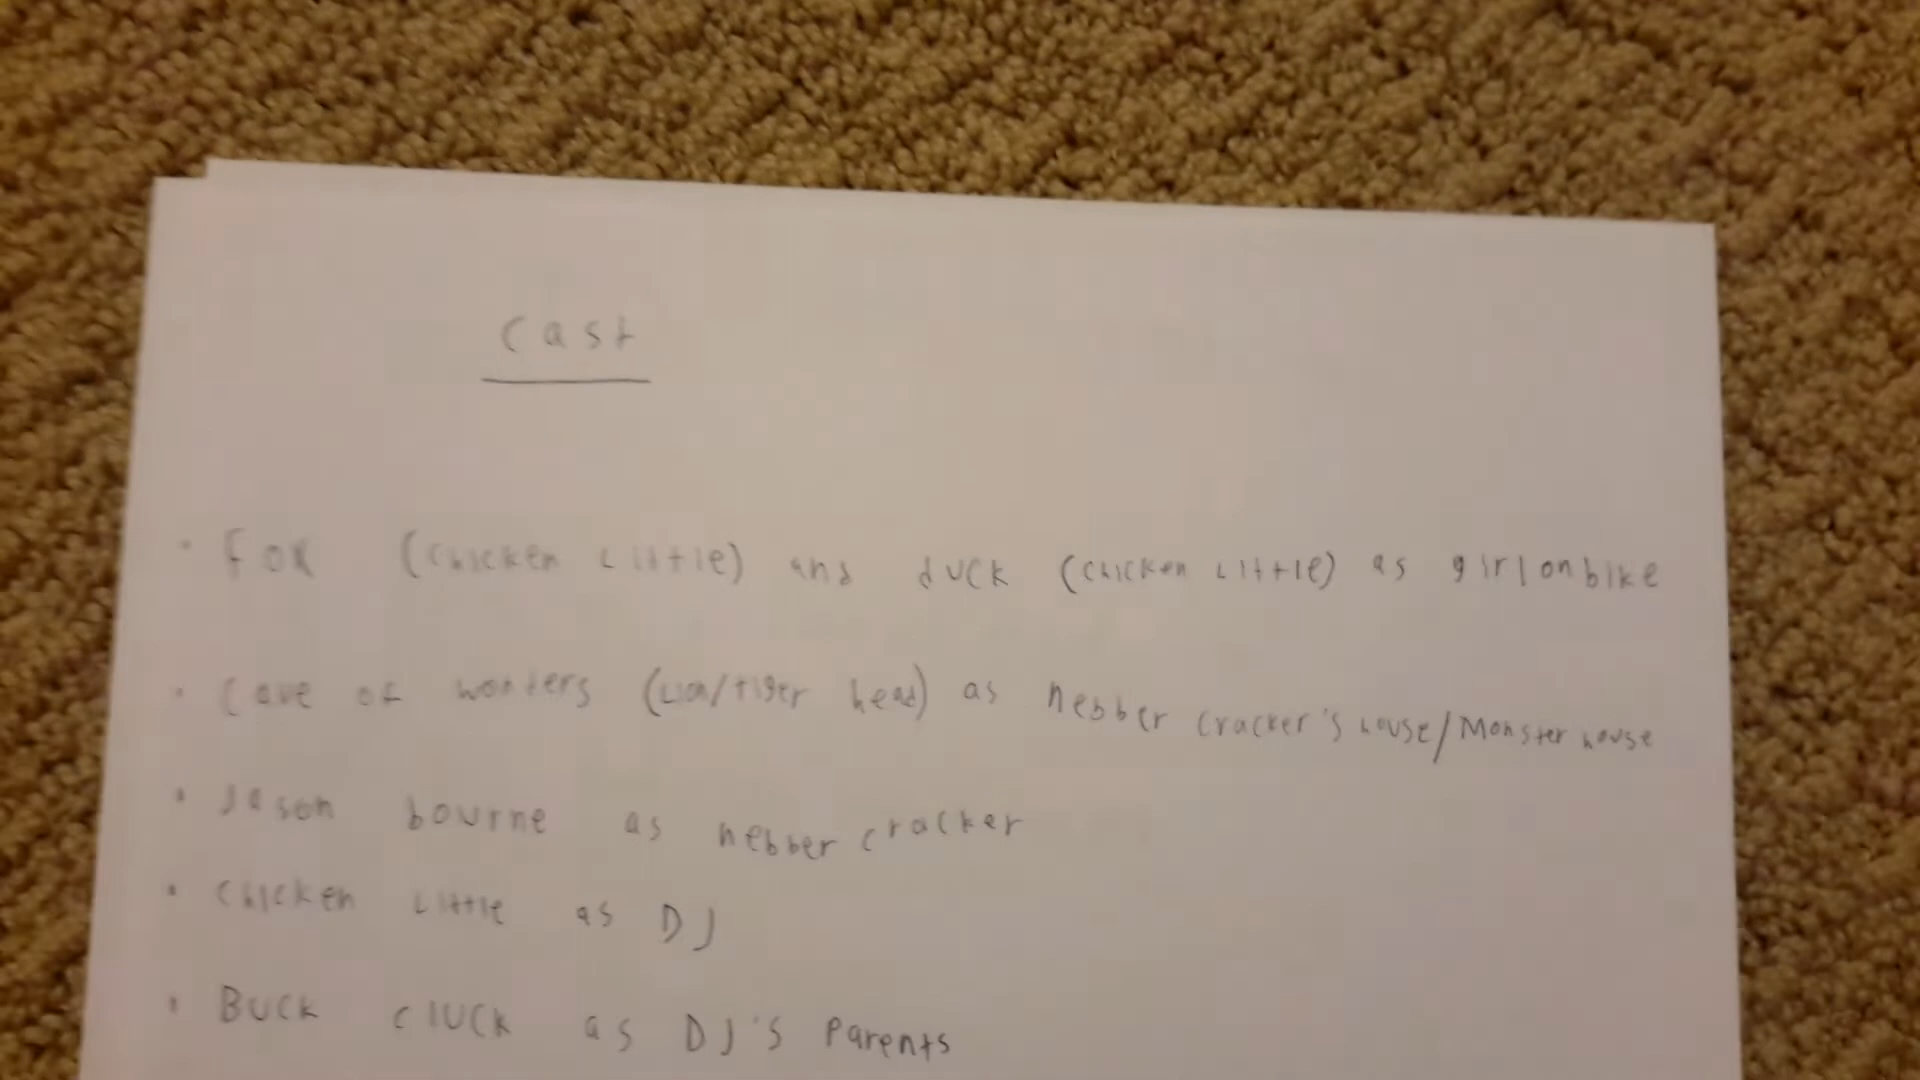 Cast
• Fox (Chicken Little) and duck (Chicken Little) as girl on bike
• Cave of wonders (Lion/tiger head) as nebber cracker's house/Monster house
• Jason bourne as nebber cracker
• Chicken Little as DJ
• Buck cluck as DJ's Parents